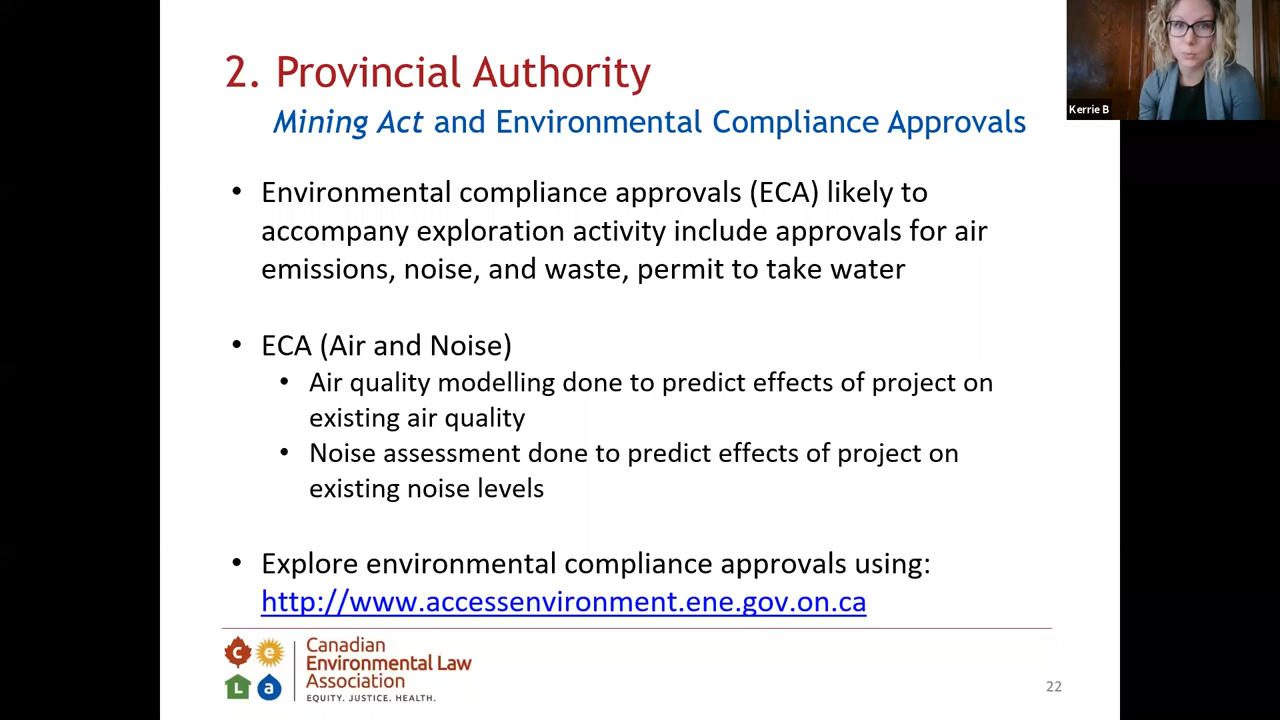 2. Provincial Authority
Mining Act and Environmental Compliance Approvals
Kerrie B
• Environmental compliance approvals (ECA) likely to
accompany exploration activity include approvals for air
emissions, noise, and waste, permit to take water
• ECA (Air and Noise)
• Air quality modelling done to predict effects of project on
existing air quality
• Noise assessment done to predict effects of project on
existing noise levels
• Explore environmental compliance approvals using:
http://www.accessenvironment.ene.gov.on.ca
c e
L a
Canadian
Environmental Law
Association
EQUITY. JUSTICE. HEALTH.
22